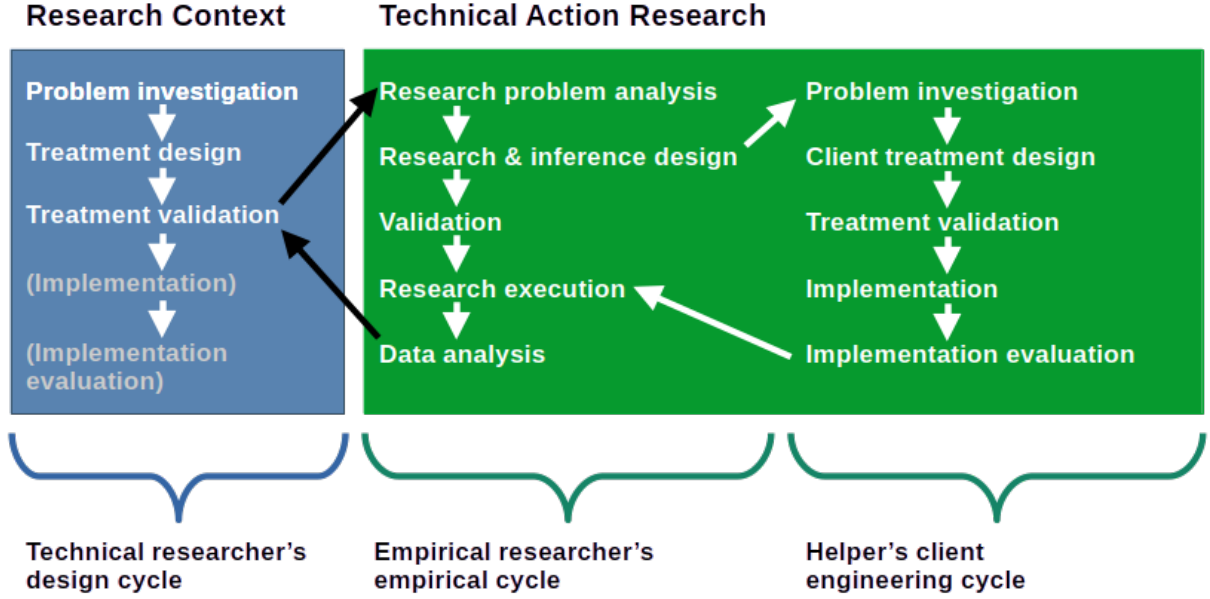 Research Context
Technical Action Research
Problem investigation
Treatment design
Treatment validation
(Implementation)
(Implementation
evaluation)
Research problem analysis
Research & inference design
Validation
Research execution
Data analysis
Problem investigation
Client treatment design
Treatment validation
Implementation
Implementation evaluation
Technical researcher's
design cycle
Empirical researcher's
empirical cycle
Helper's client
engineering cycle